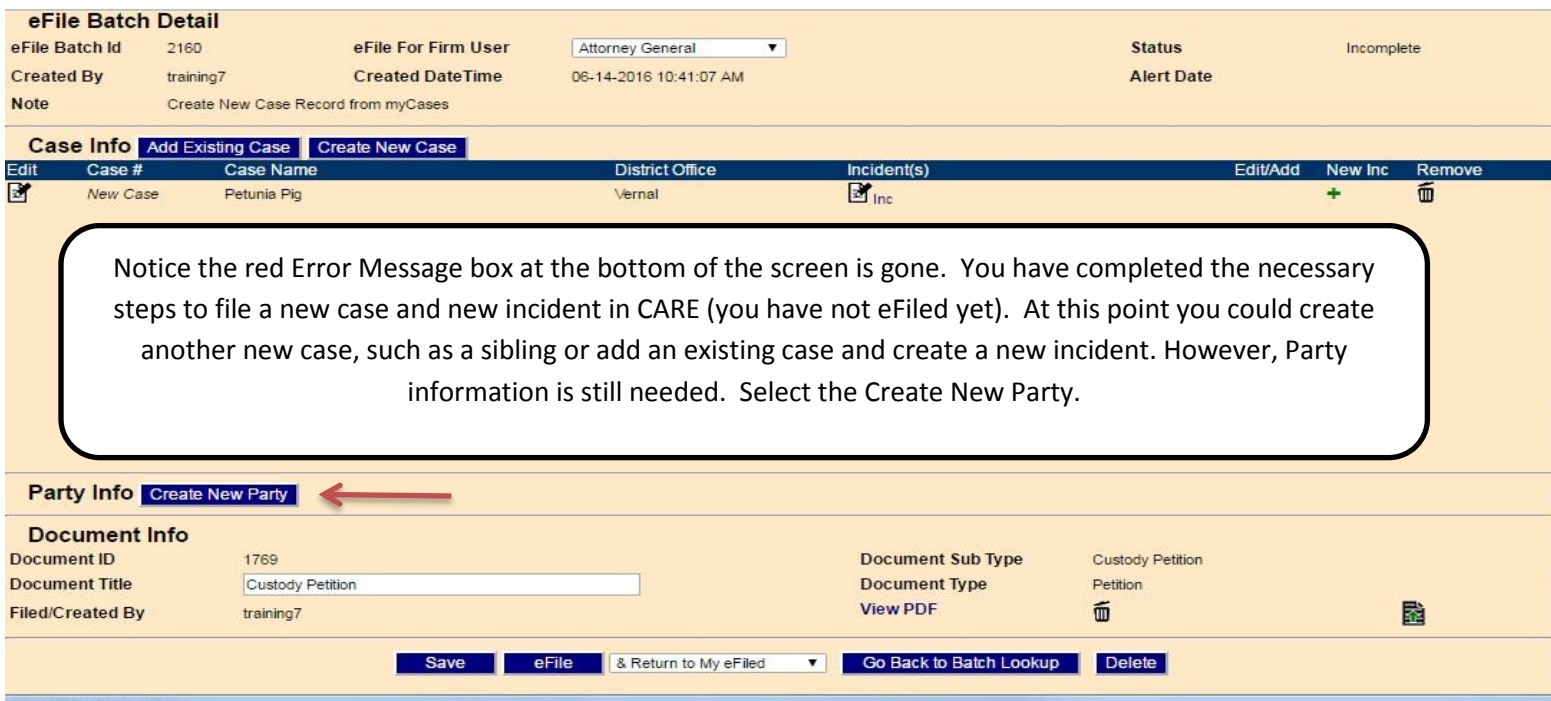 eFile Batch Detail
eFile Batch Id 2160 eFile For Firm User Attorney General Status Incomplete
Created By training7 Created DateTime 06-14-2016 10:41:07 AM Alert Date
Note Create New Case Record from myCases
Case Info Add Existing Case Create New Case
Edit Case # Case Name District Office Incident(s) Edit/Add New Inc Remove
New Case Petunia Pig Vernal Inc
Notice the red Error Message box at the bottom of the screen is gone. You have completed the necessary
steps to file a new case and new incident in CARE (you have not eFiled yet). At this point you could create
another new case, such as a sibling or add an existing case and create a new incident. However, Party
information is still needed. Select the Create New Party.
Party Info Create New Party
Document Info
Document ID 1769 Document Sub Type Custody Petition
Document Title Custody Petition Document Type Petition
Filed/Created By training7 View PDF
Save eFile & Return to My eFiled Go Back to Batch Lookup Delete